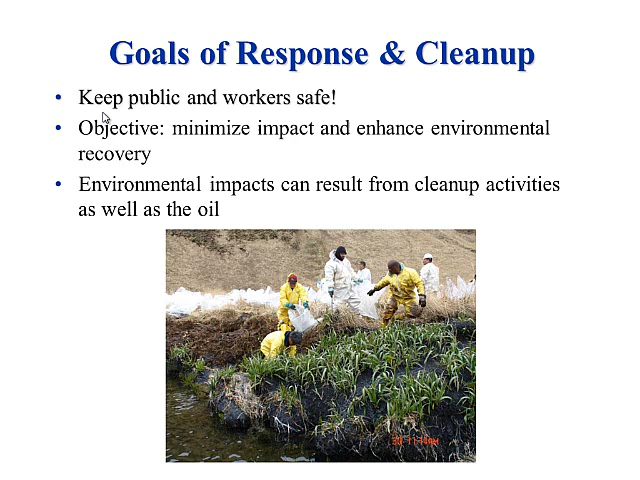 Goals of Response & Cleanup
• Keep public and workers safe!
• Objective: minimize impact and enhance environmental
recovery
• Environmental impacts can result from cleanup activities
as well as the oil